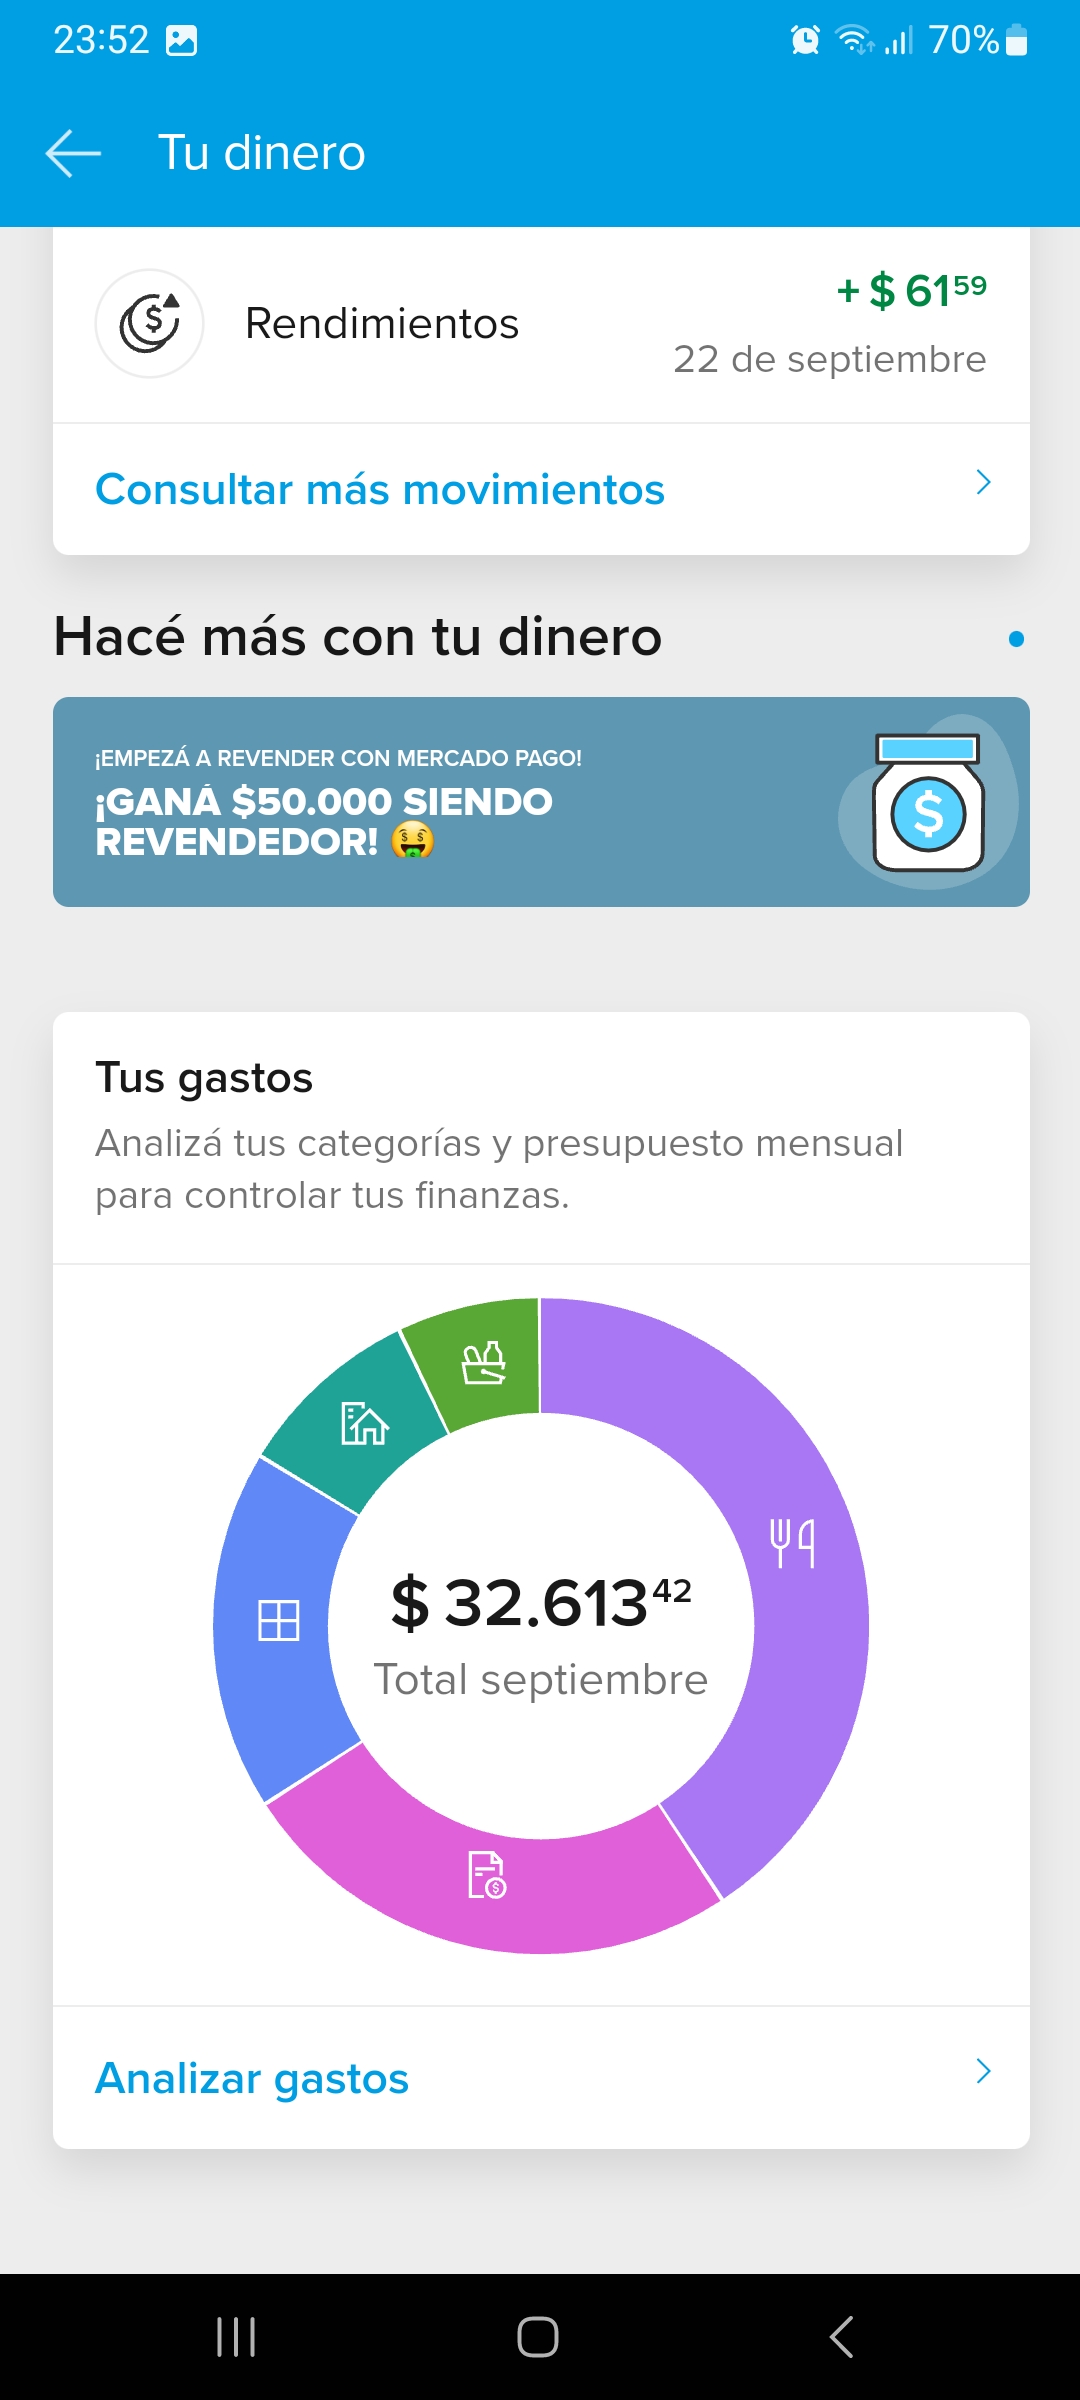 23:52 70%
Tu dinero
+ $ 61⁵⁹
Rendimientos
22 de septiembre
Consultar más movimientos
Hacé más con tu dinero
¡EMPEZÁ A REVENDER CON MERCADO PAGO!
¡GANÁ $50.000 SIENDO
REVENDEDOR! 🤑
Tus gastos
Analizá tus categorías y presupuesto mensual
para controlar tus finanzas.
$ 32.613⁴²
Total septiembre
Analizar gastos